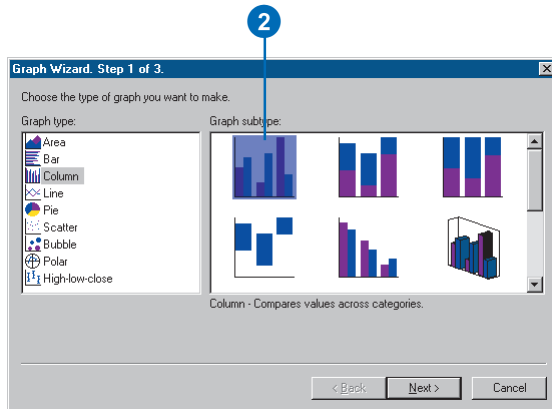 2
Graph Wizard. Step 1 of 3.
Choose the type of graph you want to make.
Graph type:
Graph subtype:
Area
Bar
Column
Line
Pie
Scatter
Bubble
Polar
High-low-close
Column - Compares values across categories.
< Back
Next >
Cancel